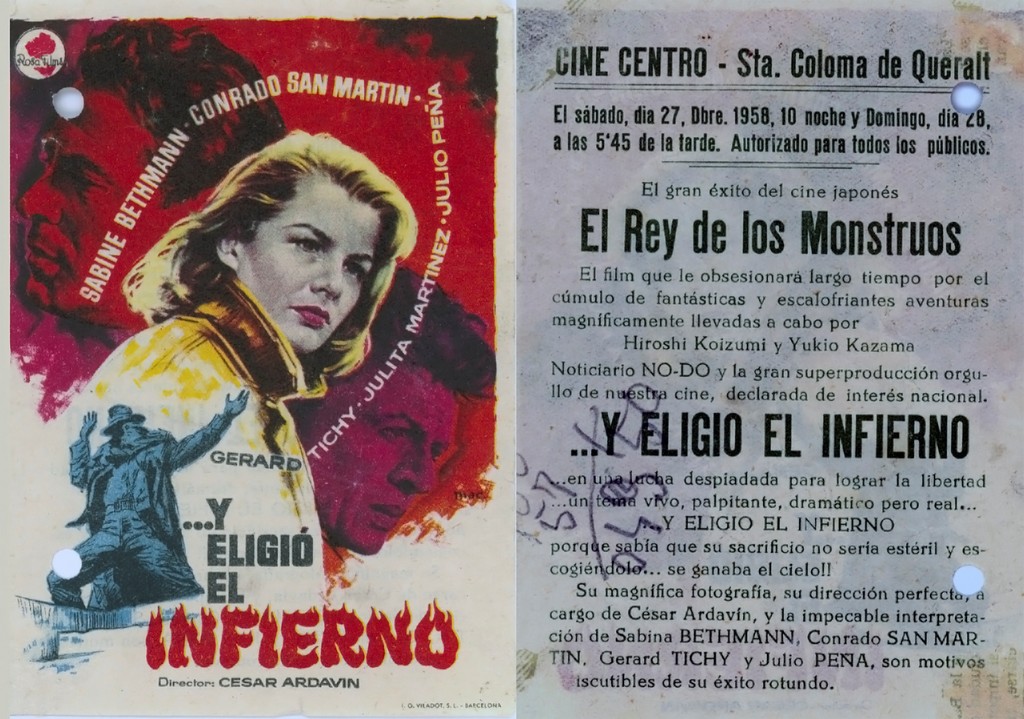 Rosa films
SABINE BETHMANN · CONRADO SAN MARTIN ·
GERARD TICHY · JULITA MARTINEZ · JULIO PEÑA
mac.
...Y
ELIGIÓ
EL
INFIERNO
Director: CESAR ARDAVIN
I. G. VILADOT, S. L. - BARCELONA
CINE CENTRO - Sta. Coloma de Queralt
El sábado, dia 27, Dbre. 1958, 10 noche y Domingo, día 28,
a las 5'45 de la tarde. Autorizado para todos los públicos.
El gran éxito del cine japonés
El Rey de los Monstruos
El film que le obsesionará largo tiempo por el
cúmulo de fantásticas y escalofriantes aventuras
magníficamente llevadas a cabo por
Hiroshi Koizumi y Yukio Kazama
Noticiario NO-DO y la gran superproducción orgu-
llo de nuestra cine, declarada de interés nacional.
...Y ELIGIO EL INFIERNO
...en una lucha despiadada para lograr la libertad
...un tema vivo, palpitante, dramático pero real...
...Y ELIGIO EL INFIERNO
porque sabía que su sacrificio no sería estéril y es-
cogiéndolo... se ganaba el cielo!!
Su magnífica fotografía, su dirección perfecta, a
cargo de César Ardavín, y la impecable interpreta-
ción de Sabina BETHMANN, Conrado SAN MAR-
TIN, Gerard TICHY y Julio PEÑA, son motivos
iscutibles de su éxito rotundo.